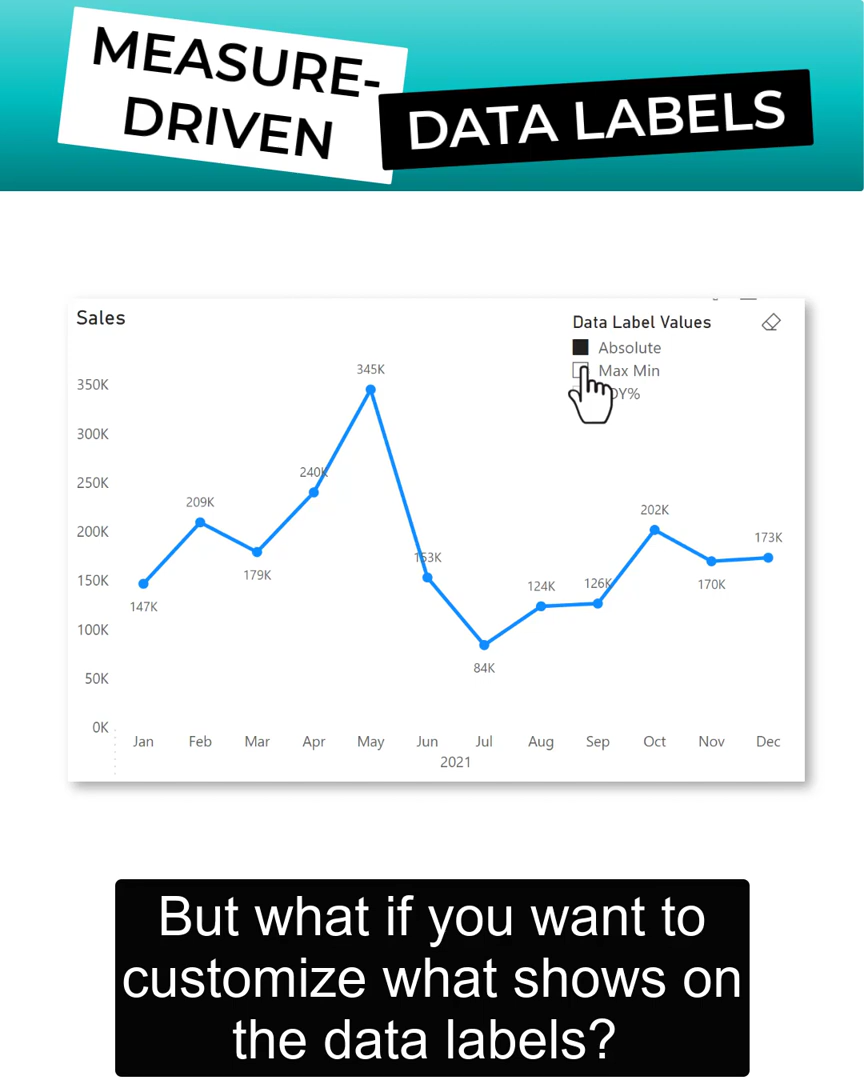 MEASURE-
DRIVEN
DATA LABELS
Sales
Data Label Values
Absolute
Max Min
350K
300K
250K
200K
150K
100K
50K
0K
147K
209K
179K
240K
345K
153K
84K
124K
126K
202K
170K
173K
Jan Feb Mar Apr May Jun Jul Aug Sep Oct Nov Dec
2021
But what if you want to
customize what shows on
the data labels?